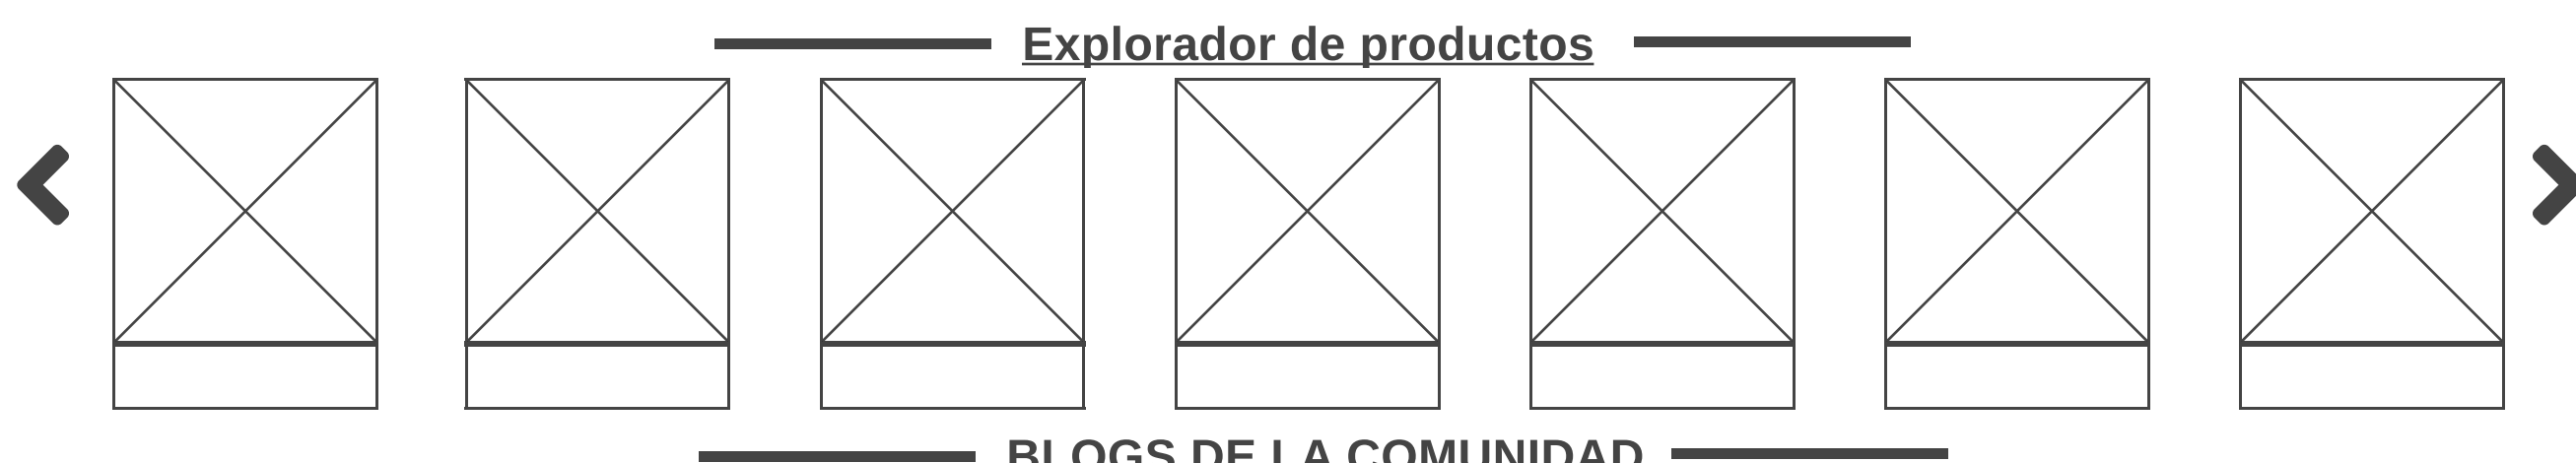 Explorador de productos
BLOGS DE LA COMUNIDAD